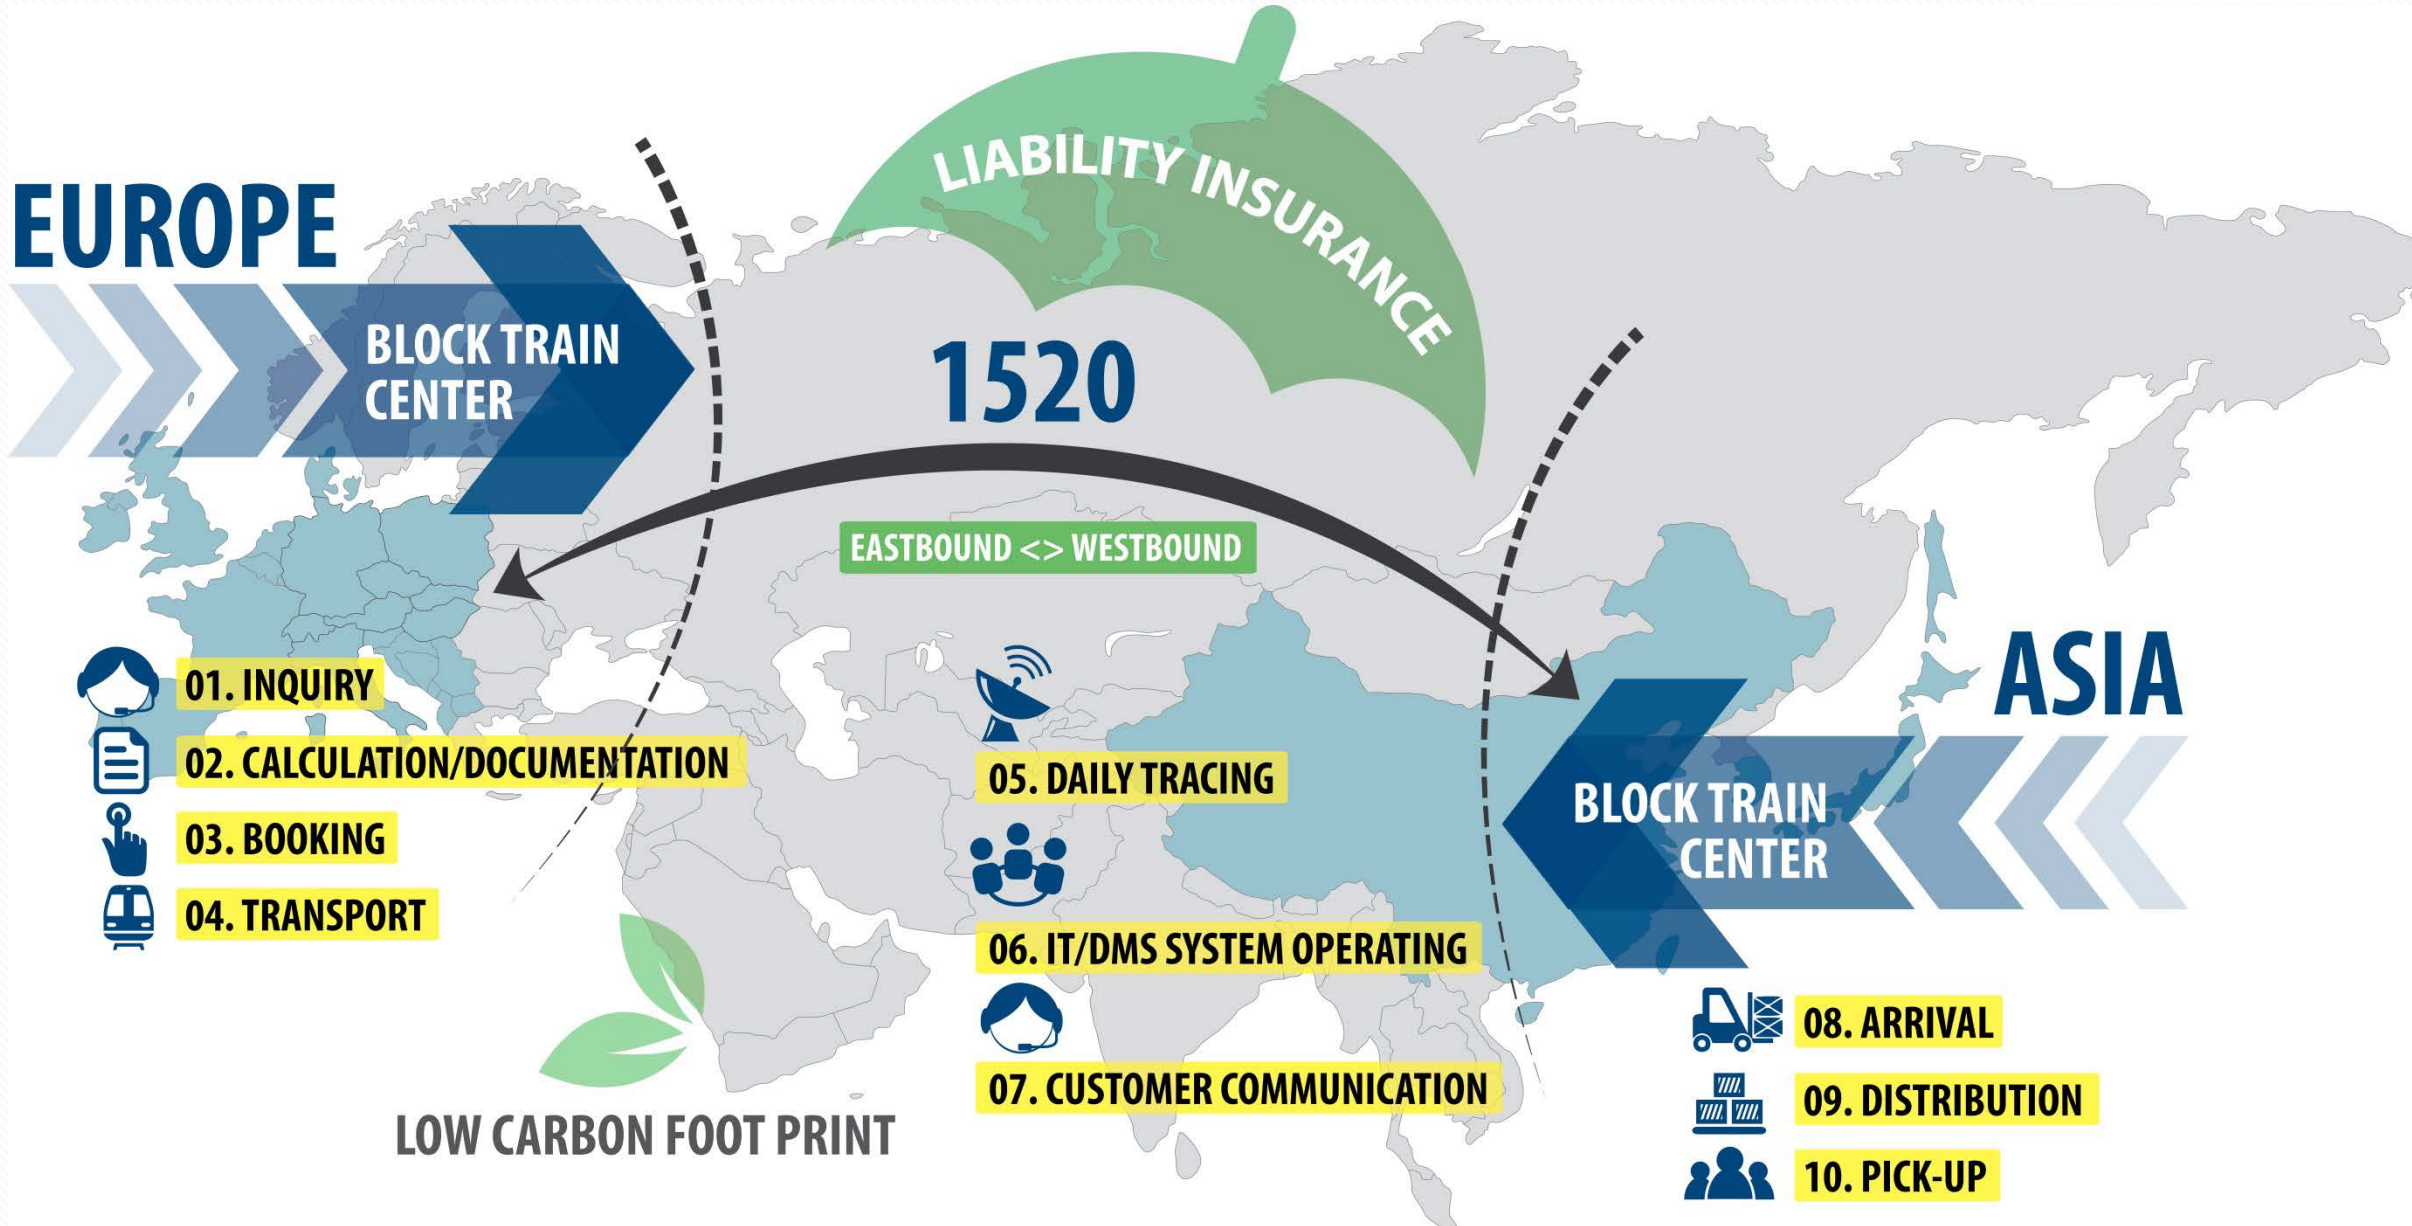 LIABILITY INSURANCE
EUROPE
BLOCK TRAIN
CENTER
1520
EASTBOUND <> WESTBOUND
01. INQUIRY
02. CALCULATION/DOCUMENTATION
03. BOOKING
04. TRANSPORT
LOW CARBON FOOT PRINT
05. DAILY TRACING
06. IT/DMS SYSTEM OPERATING
07. CUSTOMER COMMUNICATION
ASIA
BLOCK TRAIN
CENTER
08. ARRIVAL
09. DISTRIBUTION
10. PICK-UP